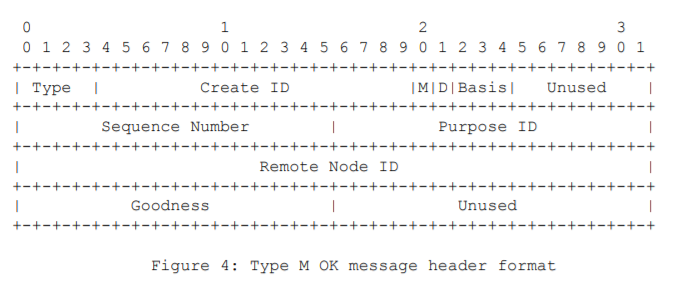 0                   1                   2                   3
 0 1 2 3 4 5 6 7 8 9 0 1 2 3 4 5 6 7 8 9 0 1 2 3 4 5 6 7 8 9 0 1
+-+-+-+-+-+-+-+-+-+-+-+-+-+-+-+-+-+-+-+-+-+-+-+-+-+-+-+-+-+-+-+-+
| Type  |           Create ID           |M|D|Basis|   Unused    |
+-+-+-+-+-+-+-+-+-+-+-+-+-+-+-+-+-+-+-+-+-+-+-+-+-+-+-+-+-+-+-+-+
|        Sequence Number        |          Purpose ID           |
+-+-+-+-+-+-+-+-+-+-+-+-+-+-+-+-+-+-+-+-+-+-+-+-+-+-+-+-+-+-+-+-+
|                        Remote Node ID                         |
+-+-+-+-+-+-+-+-+-+-+-+-+-+-+-+-+-+-+-+-+-+-+-+-+-+-+-+-+-+-+-+-+
|           Goodness            |            Unused             |
+-+-+-+-+-+-+-+-+-+-+-+-+-+-+-+-+-+-+-+-+-+-+-+-+-+-+-+-+-+-+-+-+
Figure 4: Type M OK message header format